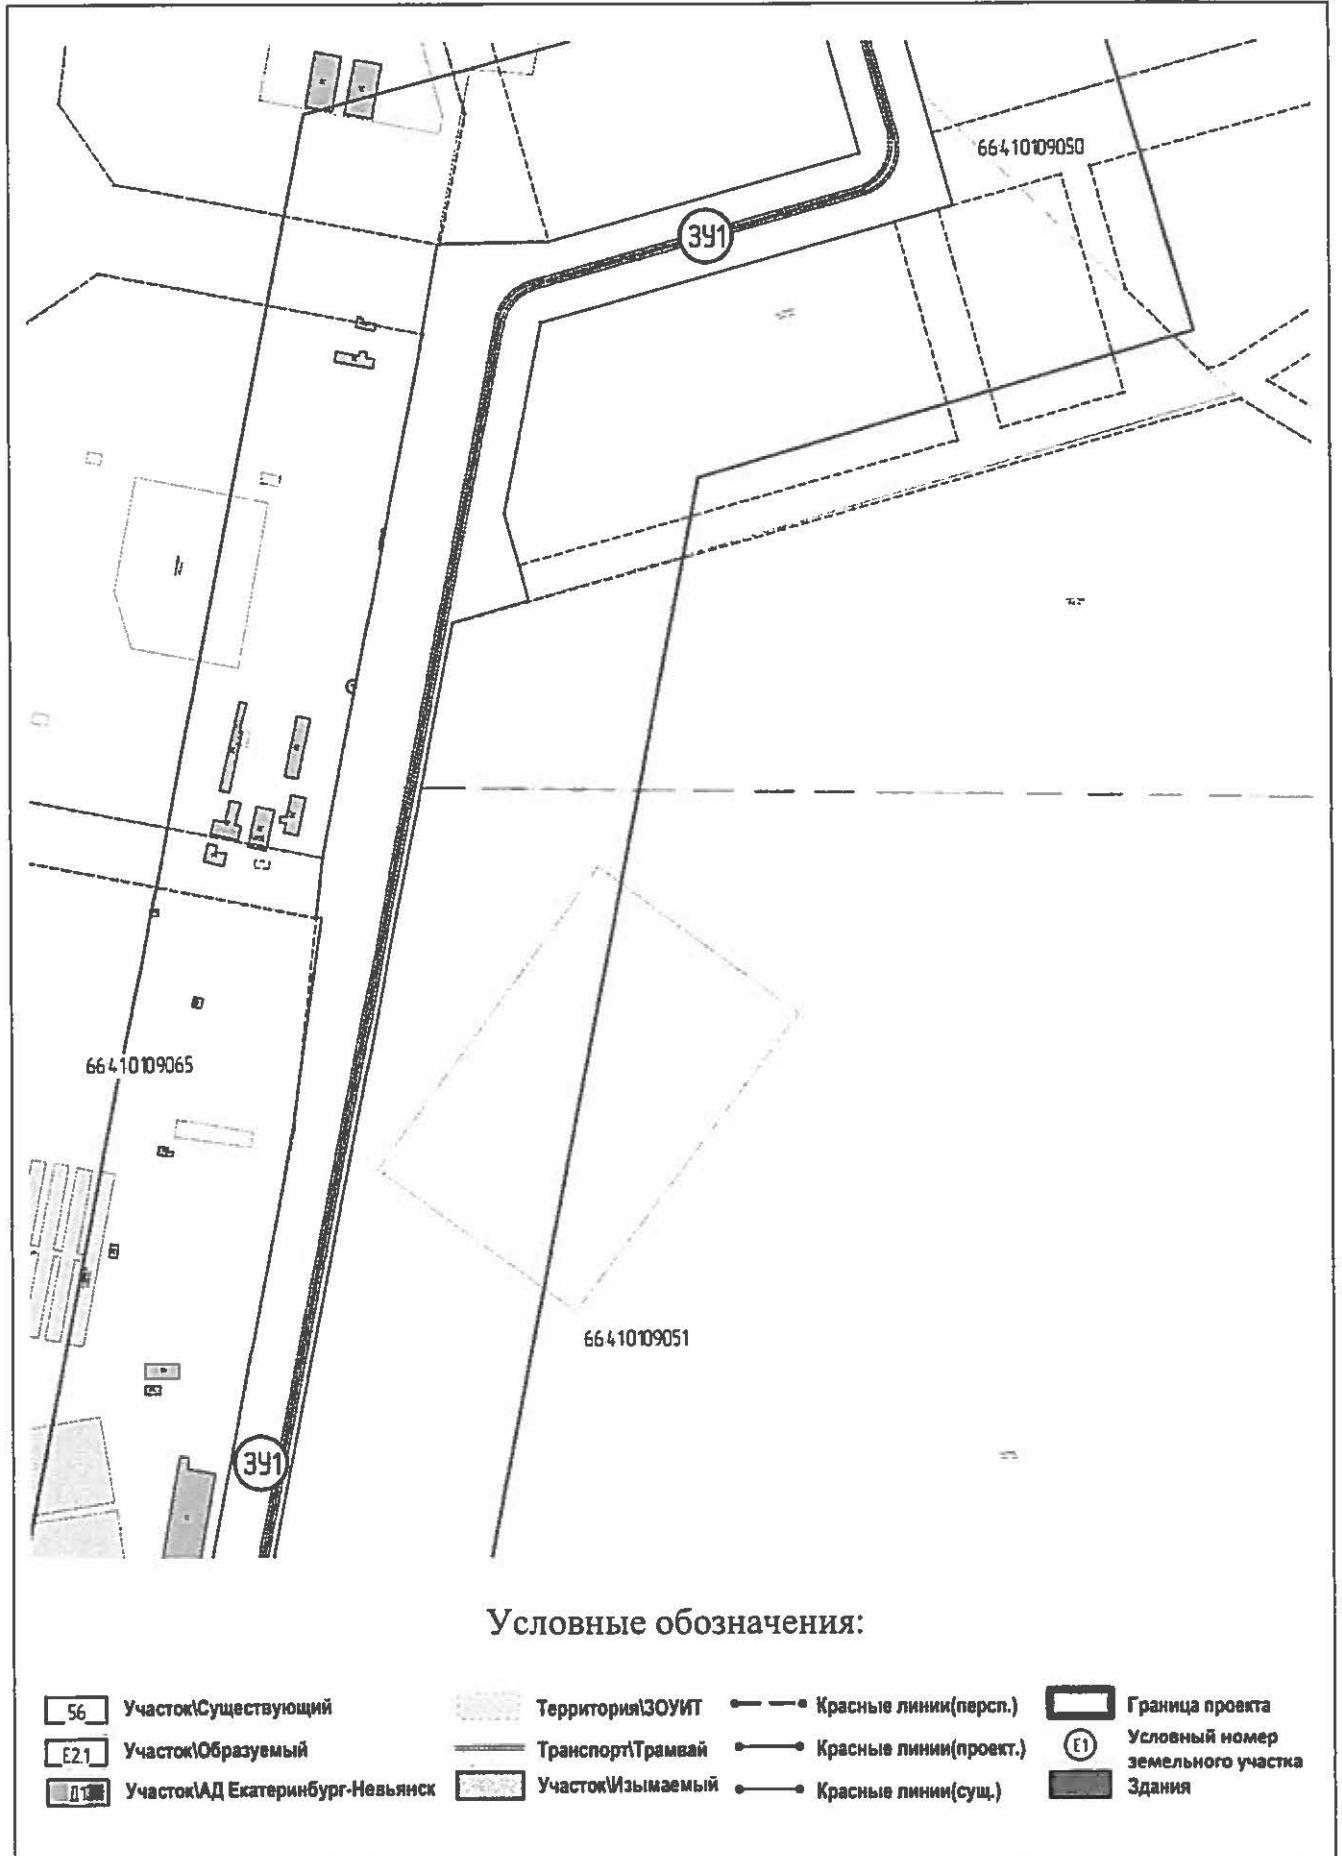 66410109050
ЗУ1
66410109065
66410109051
ЗУ1
Условные обозначения:
56 Участок\Существующий
Е2.1 Участок\Образуемый
Участок\АД Екатеринбург-Невьянск
Территория\ЗОУИТ
Транспорт\Трамвай
Участок\Изымаемый
Красные линии(персп.)
Красные линии(проект.)
Красные линии(сущ.)
Граница проекта
Е1 Условный номер
земельного участка
Здания